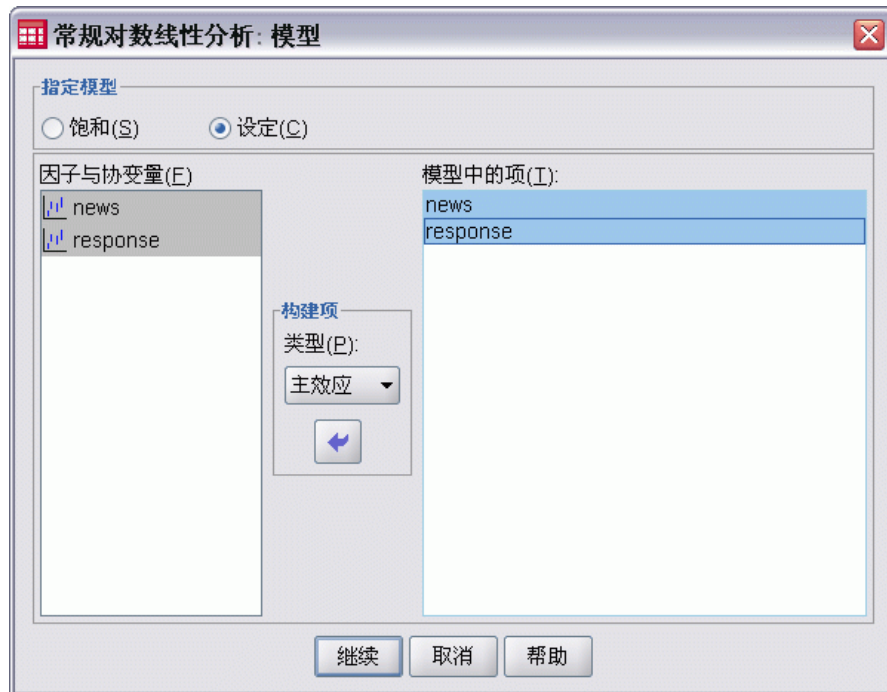 常规对数线性分析: 模型
指定模型
饱和(S)
设定(C)
因子与协变量(F)
news
response
构建项
类型(P):
主效应
模型中的项(T):
news
response
继续
取消
帮助